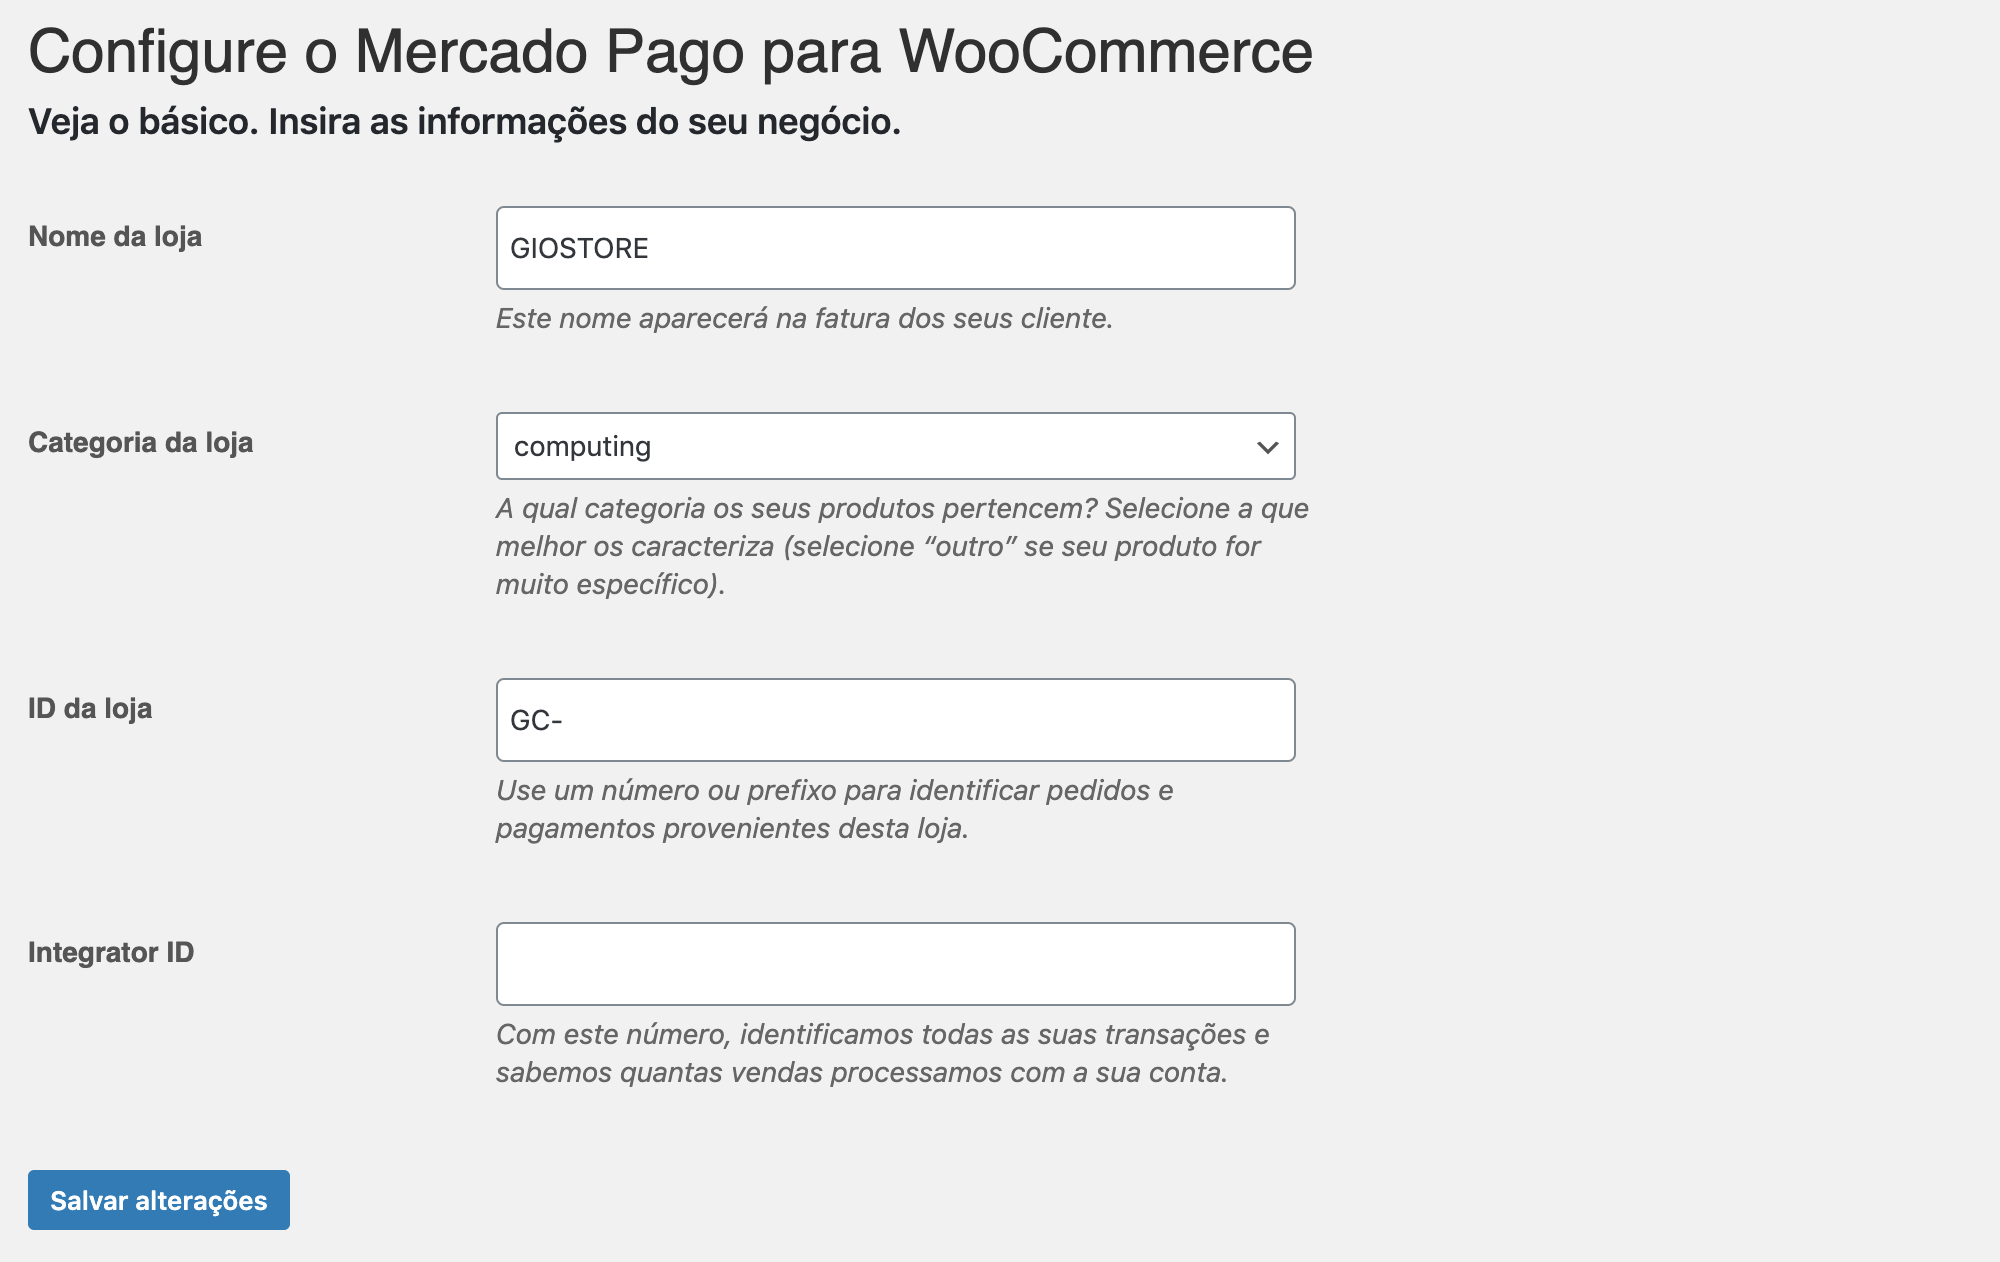 Configure o Mercado Pago para WooCommerce
Veja o básico. Insira as informações do seu negócio.
Nome da loja
GIOSTORE
Este nome aparecerá na fatura dos seus cliente.
Categoria da loja
computing
A qual categoria os seus produtos pertencem? Selecione a que
melhor os caracteriza (selecione “outro” se seu produto for
muito específico).
ID da loja
GC-
Use um número ou prefixo para identificar pedidos e
pagamentos provenientes desta loja.
Integrator ID
Com este número, identificamos todas as suas transações e
sabemos quantas vendas processamos com a sua conta.
Salvar alterações